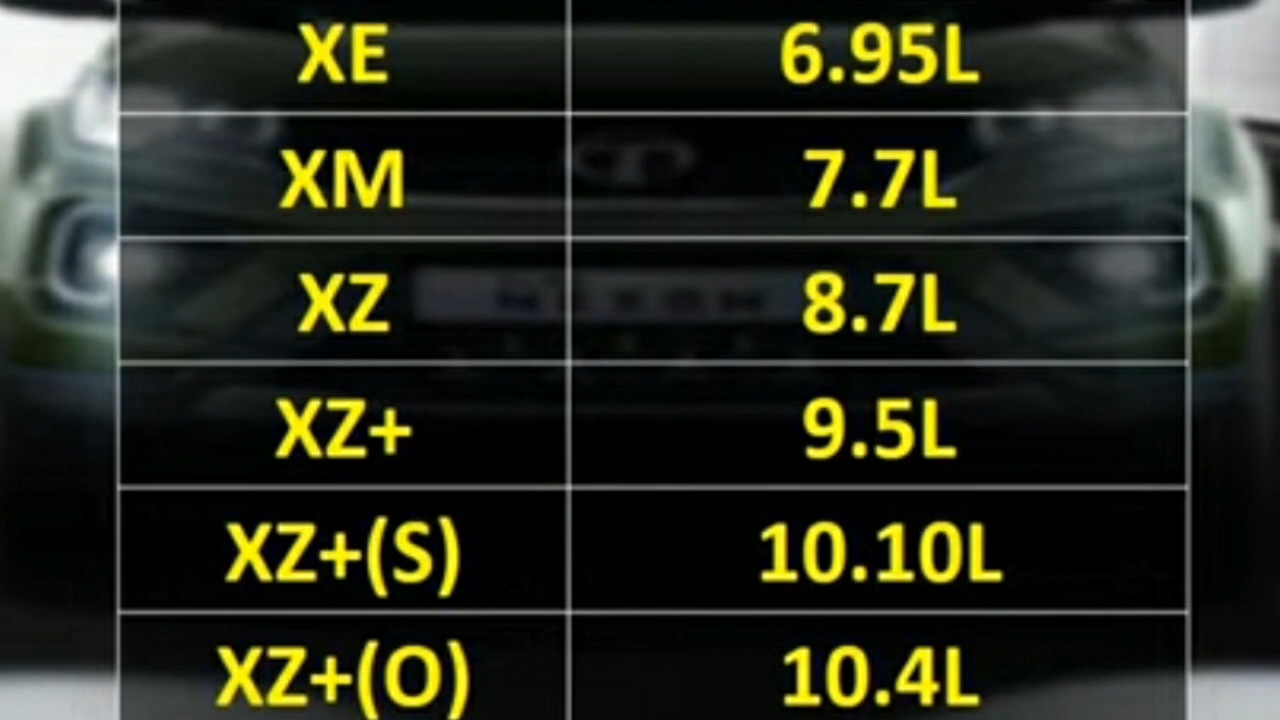 XE 6.95L
XM 7.7L
XZ 8.7L
XZ+ 9.5L
XZ+(S) 10.10L
XZ+(O) 10.4L